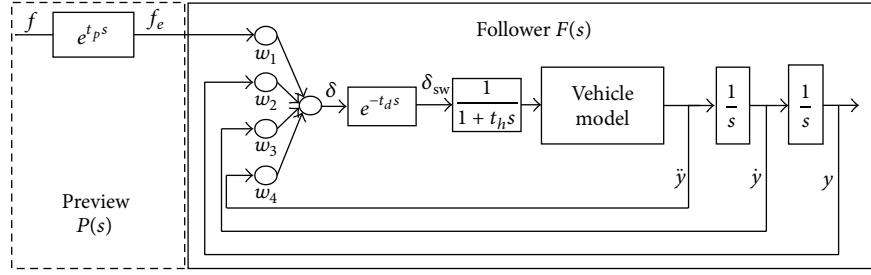 f
e^{t_p s}
f_e
Follower F(s)
w_1
w_2
w_3
w_4
δ
e^{-t_d s}
δ_sw
1
1 + t_h s
Vehicle
model
1
s
1
s
ÿ
ẏ
y
Preview
P(s)